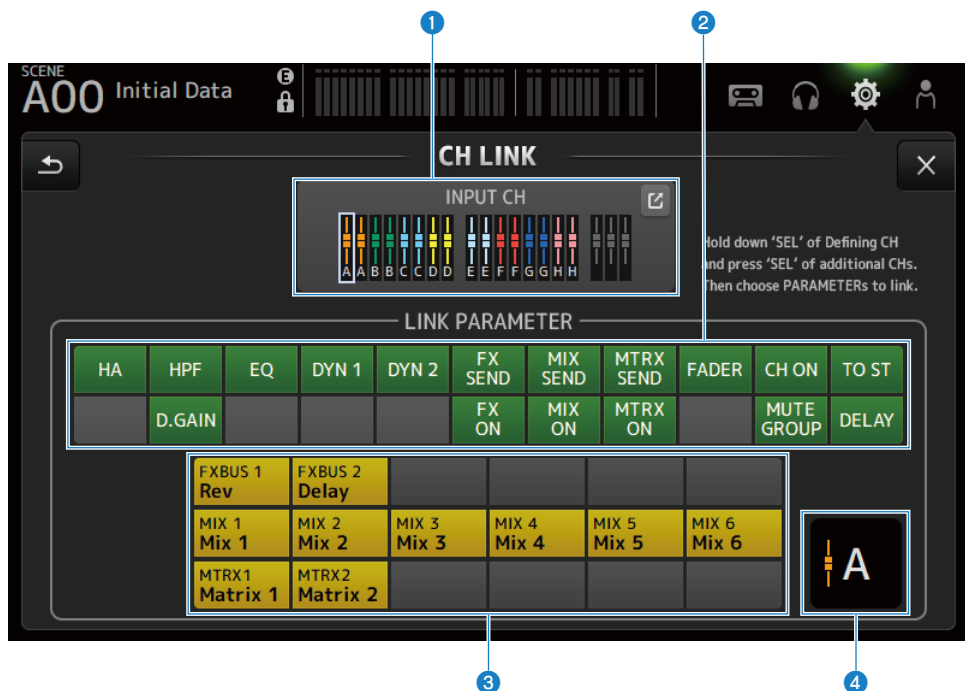 1 2
SCENE
A00 Initial Data E
CH LINK
INPUT CH
A A B B C C D D E E F F G G H H
Hold down 'SEL' of Defining CH
and press 'SEL' of additional CHs.
Then choose PARAMETERs to link.
LINK PARAMETER
HA HPF EQ DYN 1 DYN 2 FX SEND MIX SEND MTRX SEND FADER CH ON TO ST
D.GAIN FX ON MIX ON MTRX ON MUTE GROUP DELAY
FXBUS 1 FXBUS 2
Rev Delay
MIX 1 MIX 2 MIX 3 MIX 4 MIX 5 MIX 6
Mix 1 Mix 2 Mix 3 Mix 4 Mix 5 Mix 6
MTRX1 MTRX2
Matrix 1 Matrix 2
A
3 4